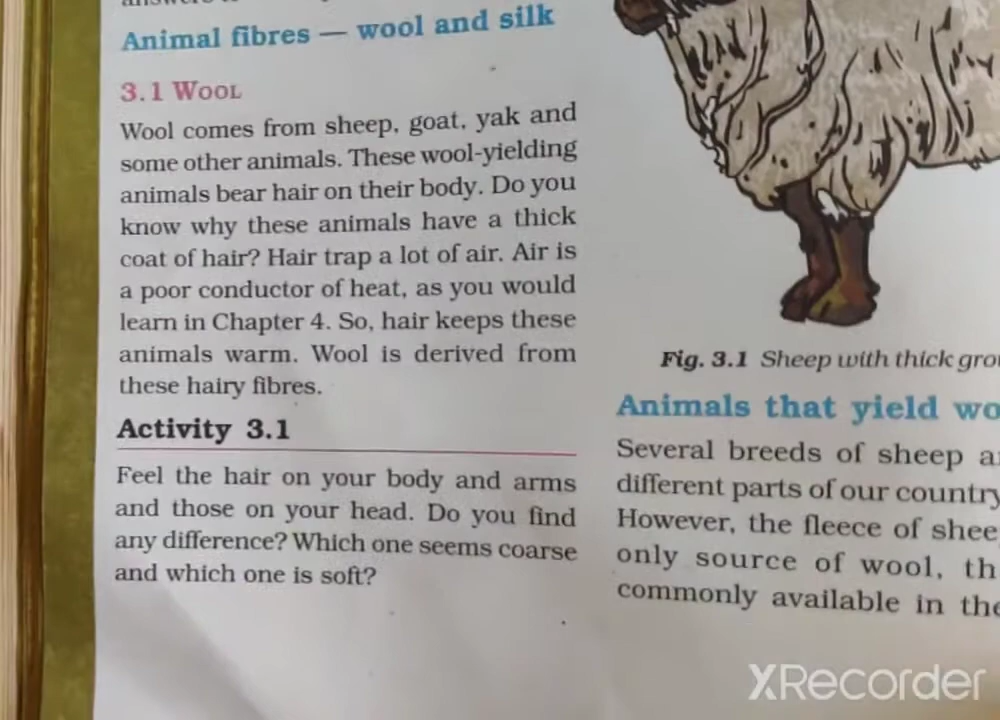 Animal fibres — wool and silk
3.1 WOOL
Wool comes from sheep, goat, yak and
some other animals. These wool-yielding
animals bear hair on their body. Do you
know why these animals have a thick
coat of hair? Hair trap a lot of air. Air is
a poor conductor of heat, as you would
learn in Chapter 4. So, hair keeps these
animals warm. Wool is derived from
these hairy fibres.
Activity 3.1
Feel the hair on your body and arms
and those on your head. Do you find
any difference? Which one seems coarse
and which one is soft?
Fig. 3.1 Sheep with thick
Animals that yield
Several breeds of sheep
different parts of our country
However, the fleece of
only source of wool,
commonly available in
XRecorder